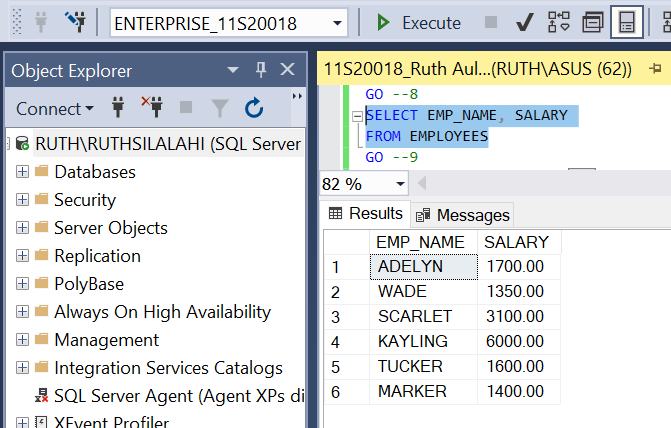 ENTERPRISE_11S20018
Execute
Object Explorer
Connect
RUTH\RUTHSILALAHI (SQL Server
Databases
Security
Server Objects
Replication
PolyBase
Always On High Availability
Management
Integration Services Catalogs
SQL Server Agent (Agent XPs di
XEvent Profiler
11S20018_Ruth Aul...(RUTH\ASUS (62))
GO --8
SELECT EMP_NAME, SALARY
FROM EMPLOYEES
GO --9
82 %
Results Messages
EMP_NAME SALARY
1 ADELYN 1700.00
2 WADE 1350.00
3 SCARLET 3100.00
4 KAYLING 6000.00
5 TUCKER 1600.00
6 MARKER 1400.00